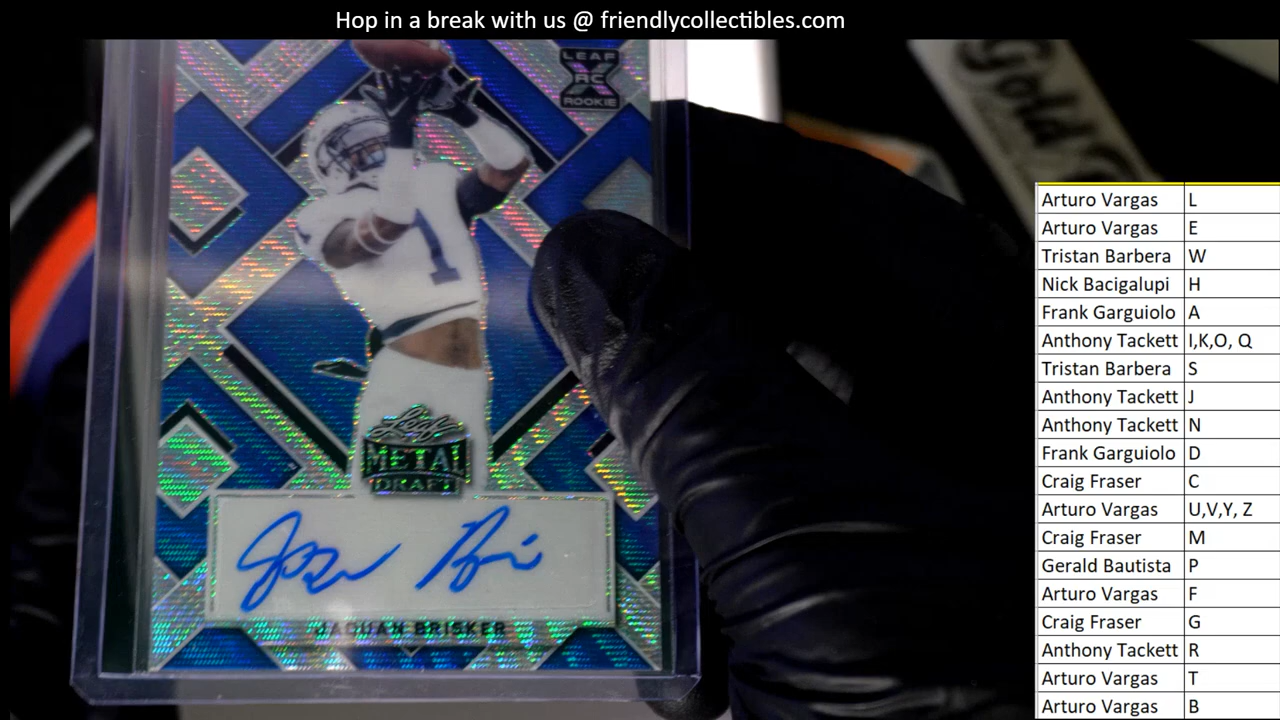 Hop in a break with us @ friendlycollectibles.com
LEAF
RC
ROOKIE
Gold
1
METAL
DRAFT
BRISKER
Arturo Vargas L
Arturo Vargas E
Tristan Barbera W
Nick Bacigalupi H
Frank Garguiolo A
Anthony Tackett I,K,O, Q
Tristan Barbera S
Anthony Tackett J
Anthony Tackett N
Frank Garguiolo D
Craig Fraser C
Arturo Vargas U,V,Y, Z
Craig Fraser M
Gerald Bautista P
Arturo Vargas F
Craig Fraser G
Anthony Tackett R
Arturo Vargas T
Arturo Vargas B